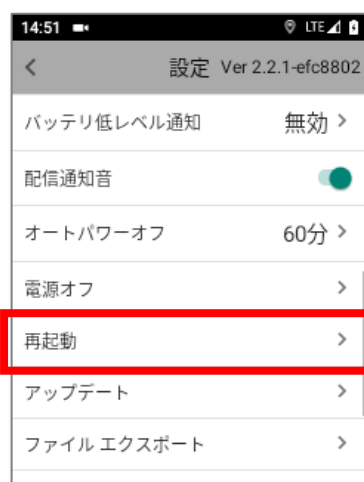 14:51 LTE
設定 Ver 2.2.1-efc8802
バッテリ低レベル通知 無効
配信通知音
オートパワーオフ 60分
電源オフ
再起動
アップデート
ファイル エクスポート